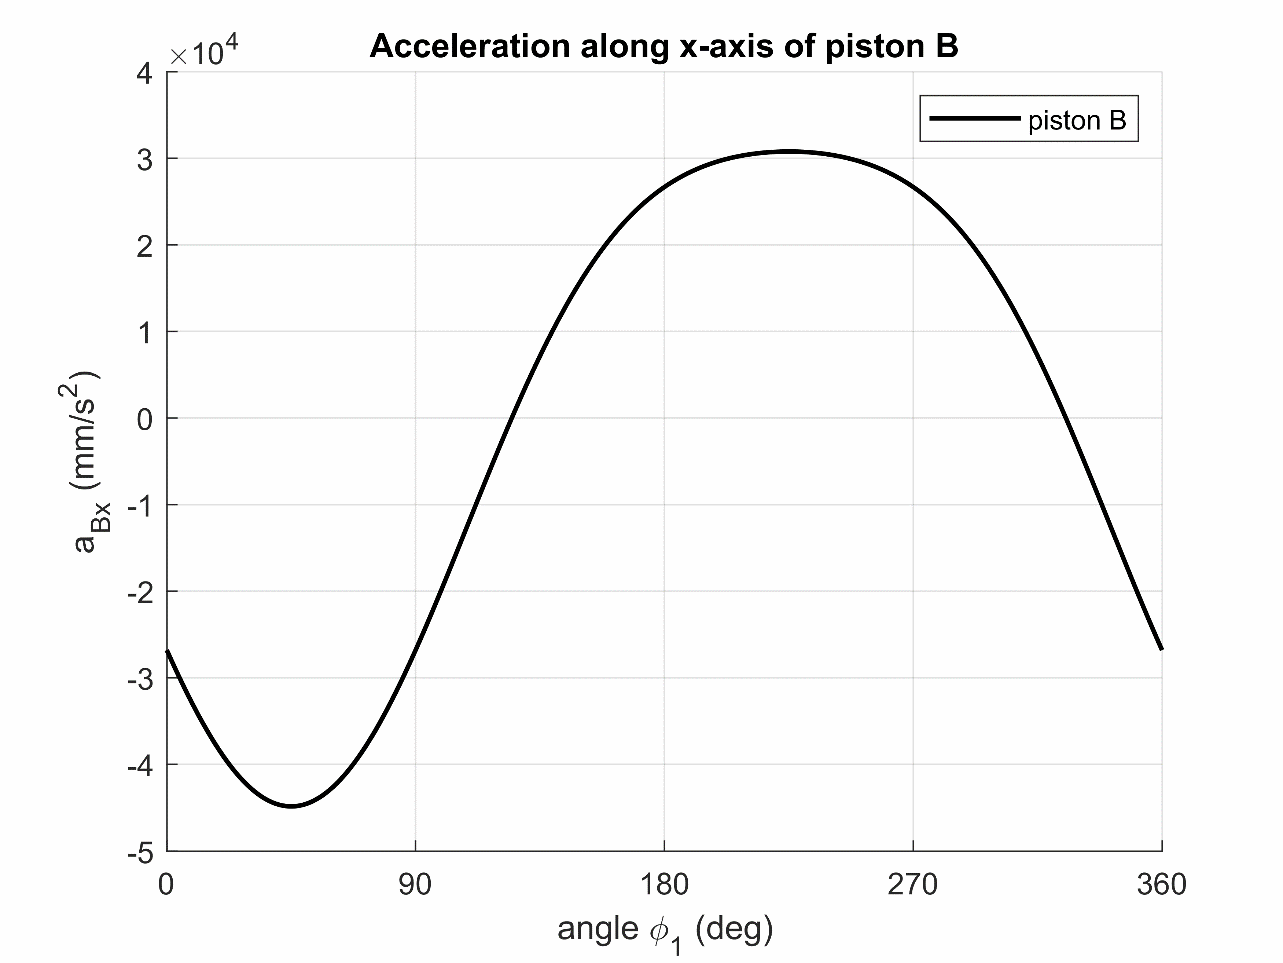 Acceleration along x-axis of piston B
×10⁴
piston B
4
3
2
1
0
-1
-2
-3
-4
-5
a_Bx (mm/s²)
0 90 180 270 360
angle ϕ₁ (deg)